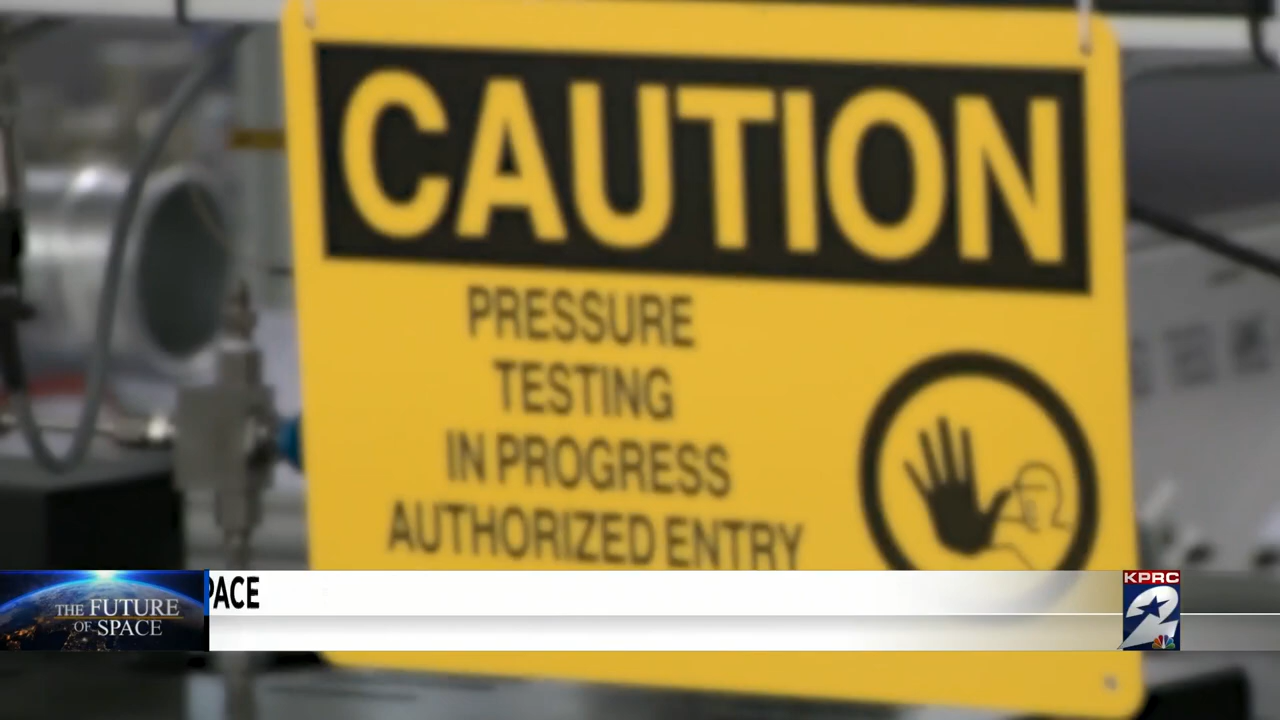 CAUTION
PRESSURE
TESTING
IN PROGRESS
AUTHORIZED ENTRY
PACE
THE FUTURE
OF SPACE
KPRC
2